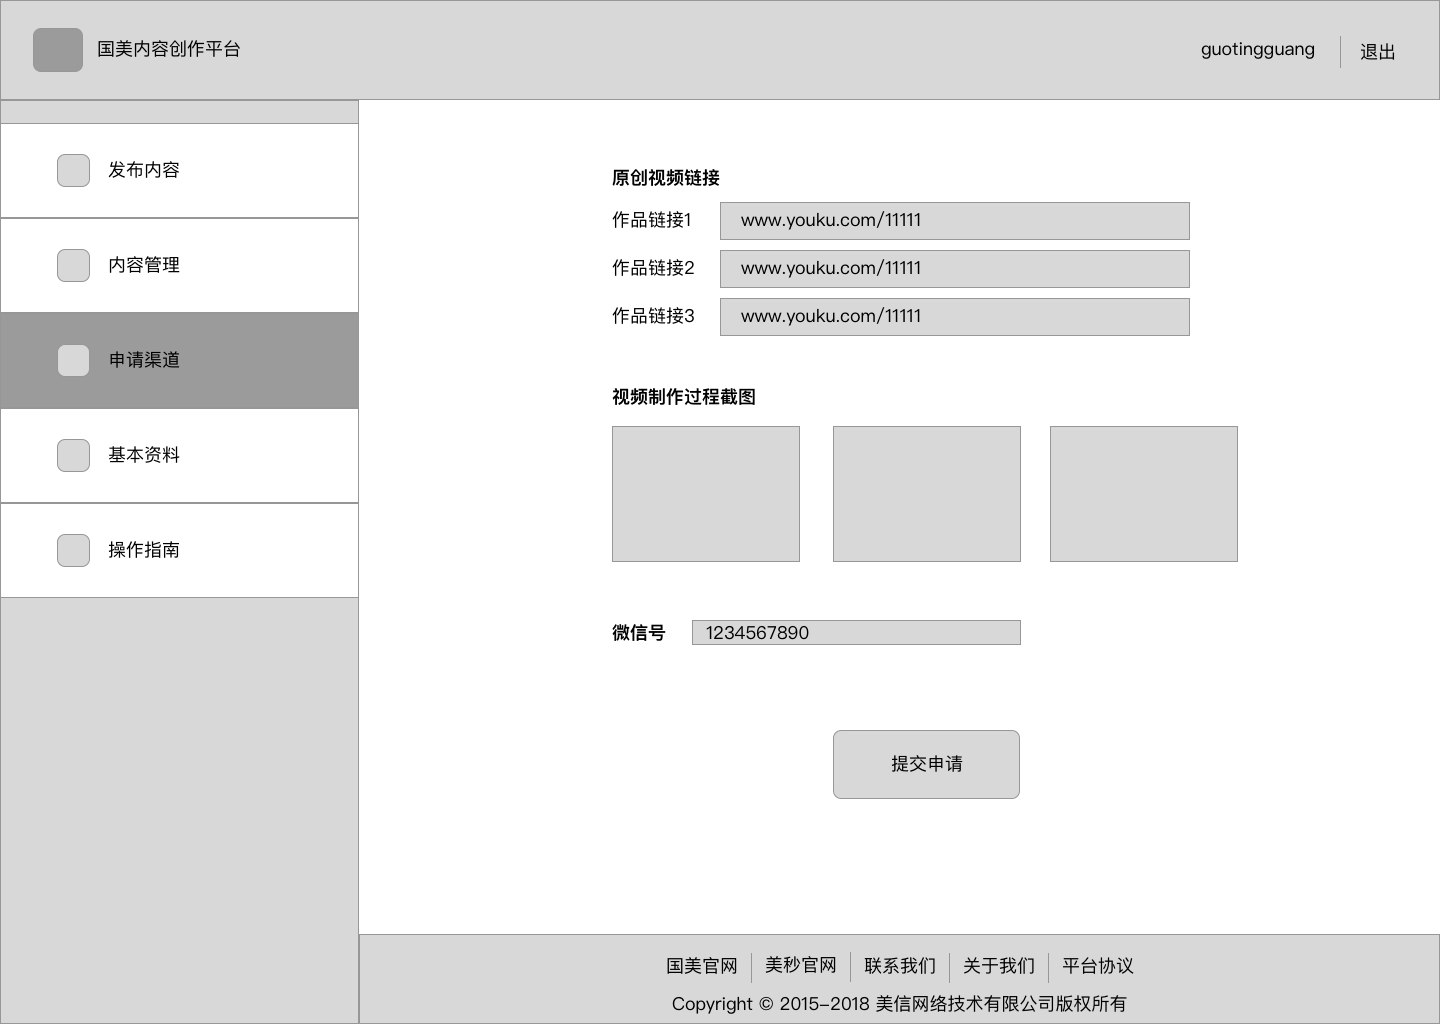 国美内容创作平台
guotingguang
退出
发布内容
内容管理
申请渠道
基本资料
操作指南
原创视频链接
作品链接1 www.youku.com/11111
作品链接2 www.youku.com/11111
作品链接3 www.youku.com/11111
视频制作过程截图
微信号 1234567890
提交申请
国美官网 美秒官网 联系我们 关于我们 平台协议
Copyright © 2015-2018 美信网络技术有限公司版权所有